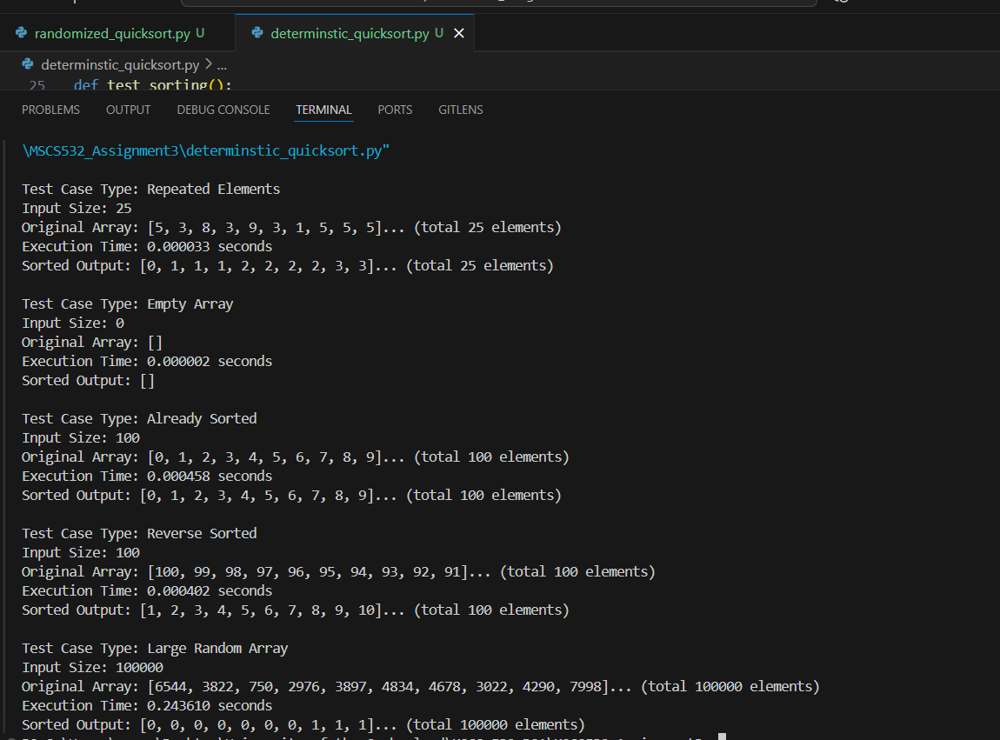 randomized_quicksort.py U
determinstic_quicksort.py U
determinstic_quicksort.py > ...
25 def test_sorting():
PROBLEMS OUTPUT DEBUG CONSOLE TERMINAL PORTS GITLENS
\MSCS532_Assignment3\determinstic_quicksort.py"
Test Case Type: Repeated Elements
Input Size: 25
Original Array: [5, 3, 8, 3, 9, 3, 1, 5, 5, 5]... (total 25 elements)
Execution Time: 0.000033 seconds
Sorted Output: [0, 1, 1, 1, 2, 2, 2, 2, 3, 3]... (total 25 elements)
Test Case Type: Empty Array
Input Size: 0
Original Array: []
Execution Time: 0.000002 seconds
Sorted Output: []
Test Case Type: Already Sorted
Input Size: 100
Original Array: [0, 1, 2, 3, 4, 5, 6, 7, 8, 9]... (total 100 elements)
Execution Time: 0.000458 seconds
Sorted Output: [0, 1, 2, 3, 4, 5, 6, 7, 8, 9]... (total 100 elements)
Test Case Type: Reverse Sorted
Input Size: 100
Original Array: [100, 99, 98, 97, 96, 95, 94, 93, 92, 91]... (total 100 elements)
Execution Time: 0.000402 seconds
Sorted Output: [1, 2, 3, 4, 5, 6, 7, 8, 9, 10]... (total 100 elements)
Test Case Type: Large Random Array
Input Size: 100000
Original Array: [6544, 3822, 750, 2976, 3897, 4834, 4678, 3022, 4290, 7998]... (total 100000 elements)
Execution Time: 0.243610 seconds
Sorted Output: [0, 0, 0, 0, 0, 0, 0, 1, 1, 1]... (total 100000 elements)